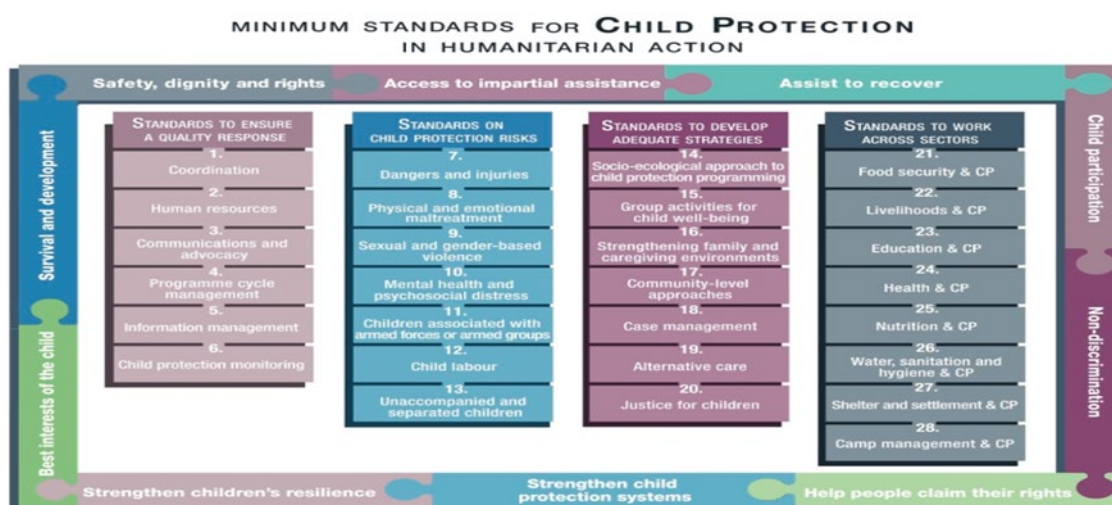 MINIMUM STANDARDS FOR CHILD PROTECTION
IN HUMANITARIAN ACTION
Safety, dignity and rights
Access to impartial assistance
Assist to recover
Survival and development
Best interests of the child
STANDARDS TO ENSURE
A QUALITY RESPONSE
1.
Coordination
2.
Human resources
3.
Communications and
advocacy
4.
Programme cycle
management
5.
Information management
6.
Child protection monitoring
STANDARDS ON
CHILD PROTECTION RISKS
7.
Dangers and injuries
8.
Physical and emotional
maltreatment
9.
Sexual and gender-based
violence
10.
Mental health and
psychosocial distress
11.
Children associated with
armed forces or armed groups
12.
Child labour
13.
Unaccompanied and
separated children
STANDARDS TO DEVELOP
ADEQUATE STRATEGIES
14.
Socio-ecological approach to
child protection programming
15.
Group activities for
child well-being
16.
Strengthening family and
caregiving environments
17.
Community-level
approaches
18.
Case management
19.
Alternative care
20.
Justice for children
STANDARDS TO WORK
ACROSS SECTORS
21.
Food security & CP
22.
Livelihoods & CP
23.
Education & CP
24.
Health & CP
25.
Nutrition & CP
26.
Water, sanitation and
hygiene & CP
27.
Shelter and settlement & CP
28.
Camp management & CP
Child participation
Non-discrimination
Strengthen children's resilience
Strengthen child
protection systems
Help people claim their rights